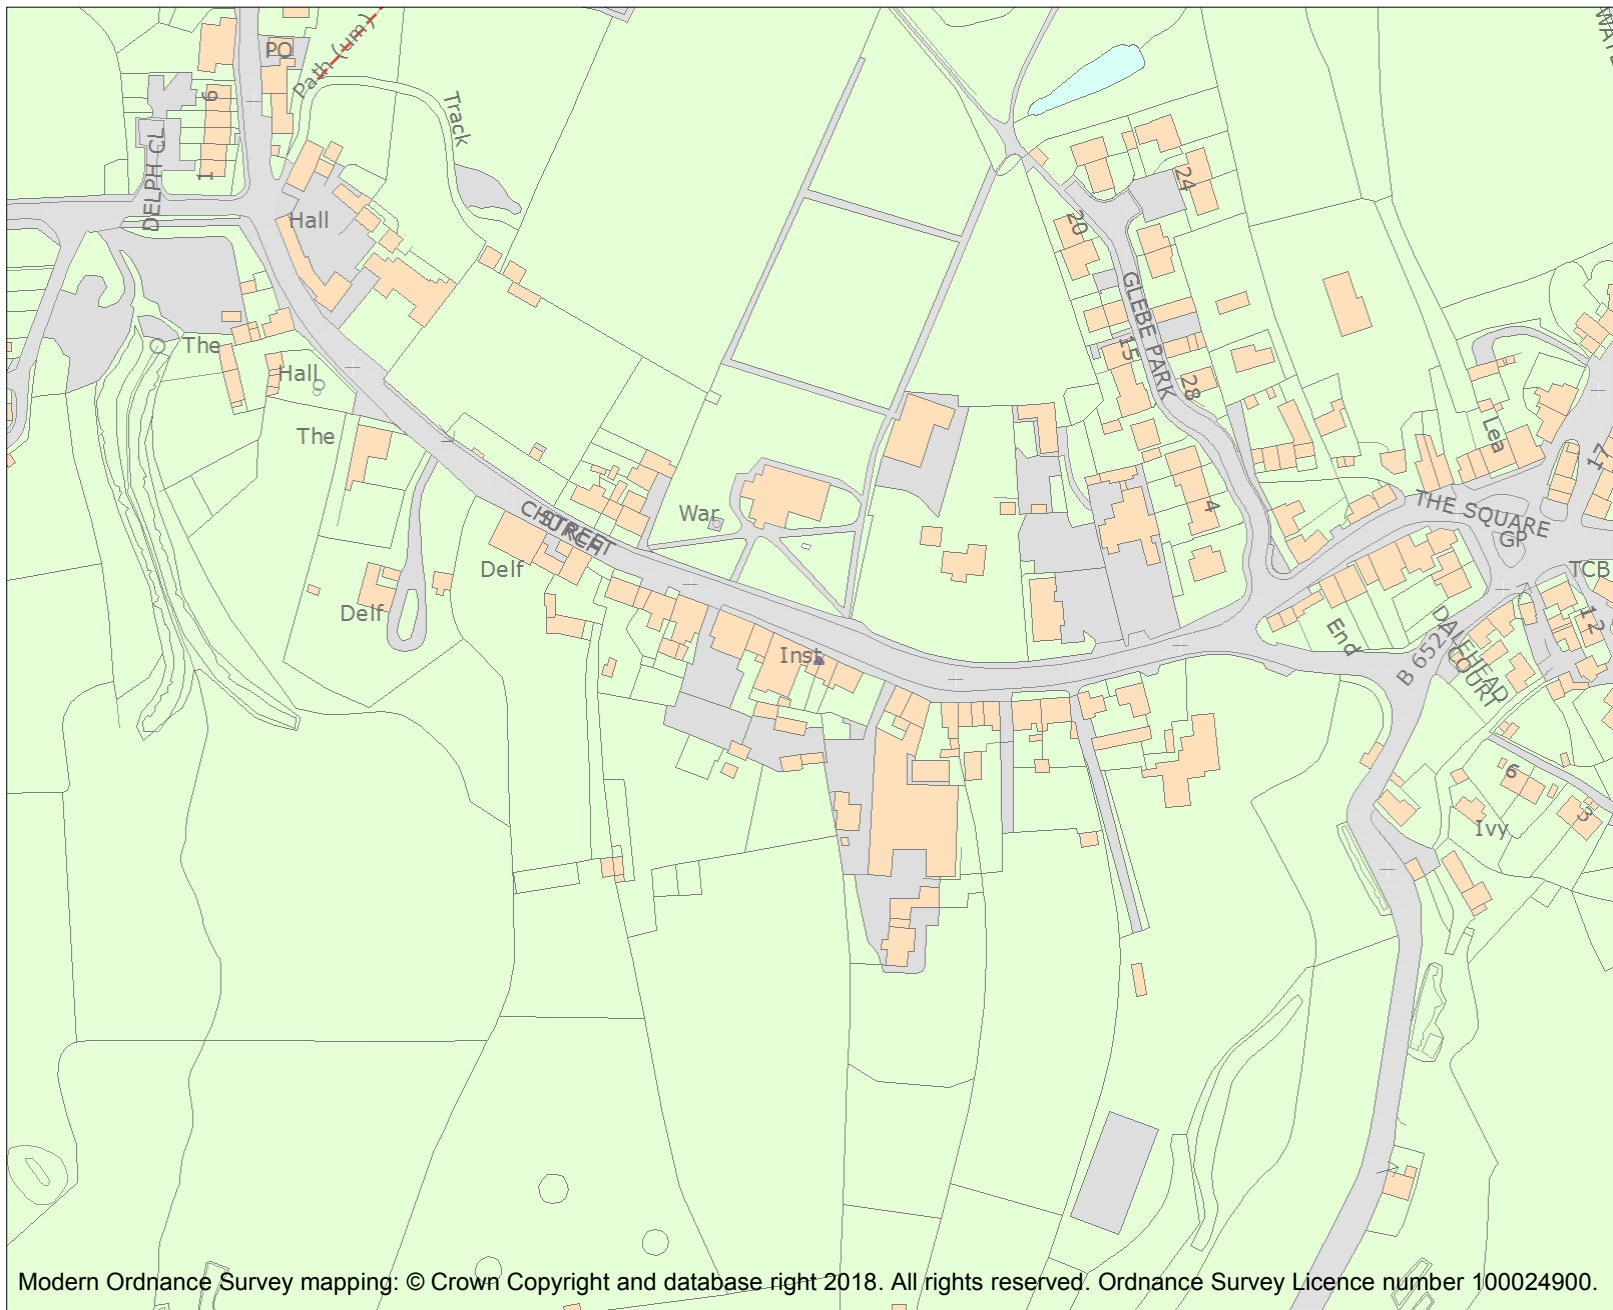 PO
Path (um)
Track
6
1
DELPH CL
Hall
The
Hall
The
24
20
GLEBE PARK
15
28
4
Lea
17
THE SQUARE
GP
TCB
CHURCH
STREET
War
Delf
Delf
Inst
End
B 6521
DALEHEAD
COURT
1 2
6
3
Ivy
Modern Ordnance Survey mapping: © Crown Copyright and database right 2018. All rights reserved. Ordnance Survey Licence number 100024900.